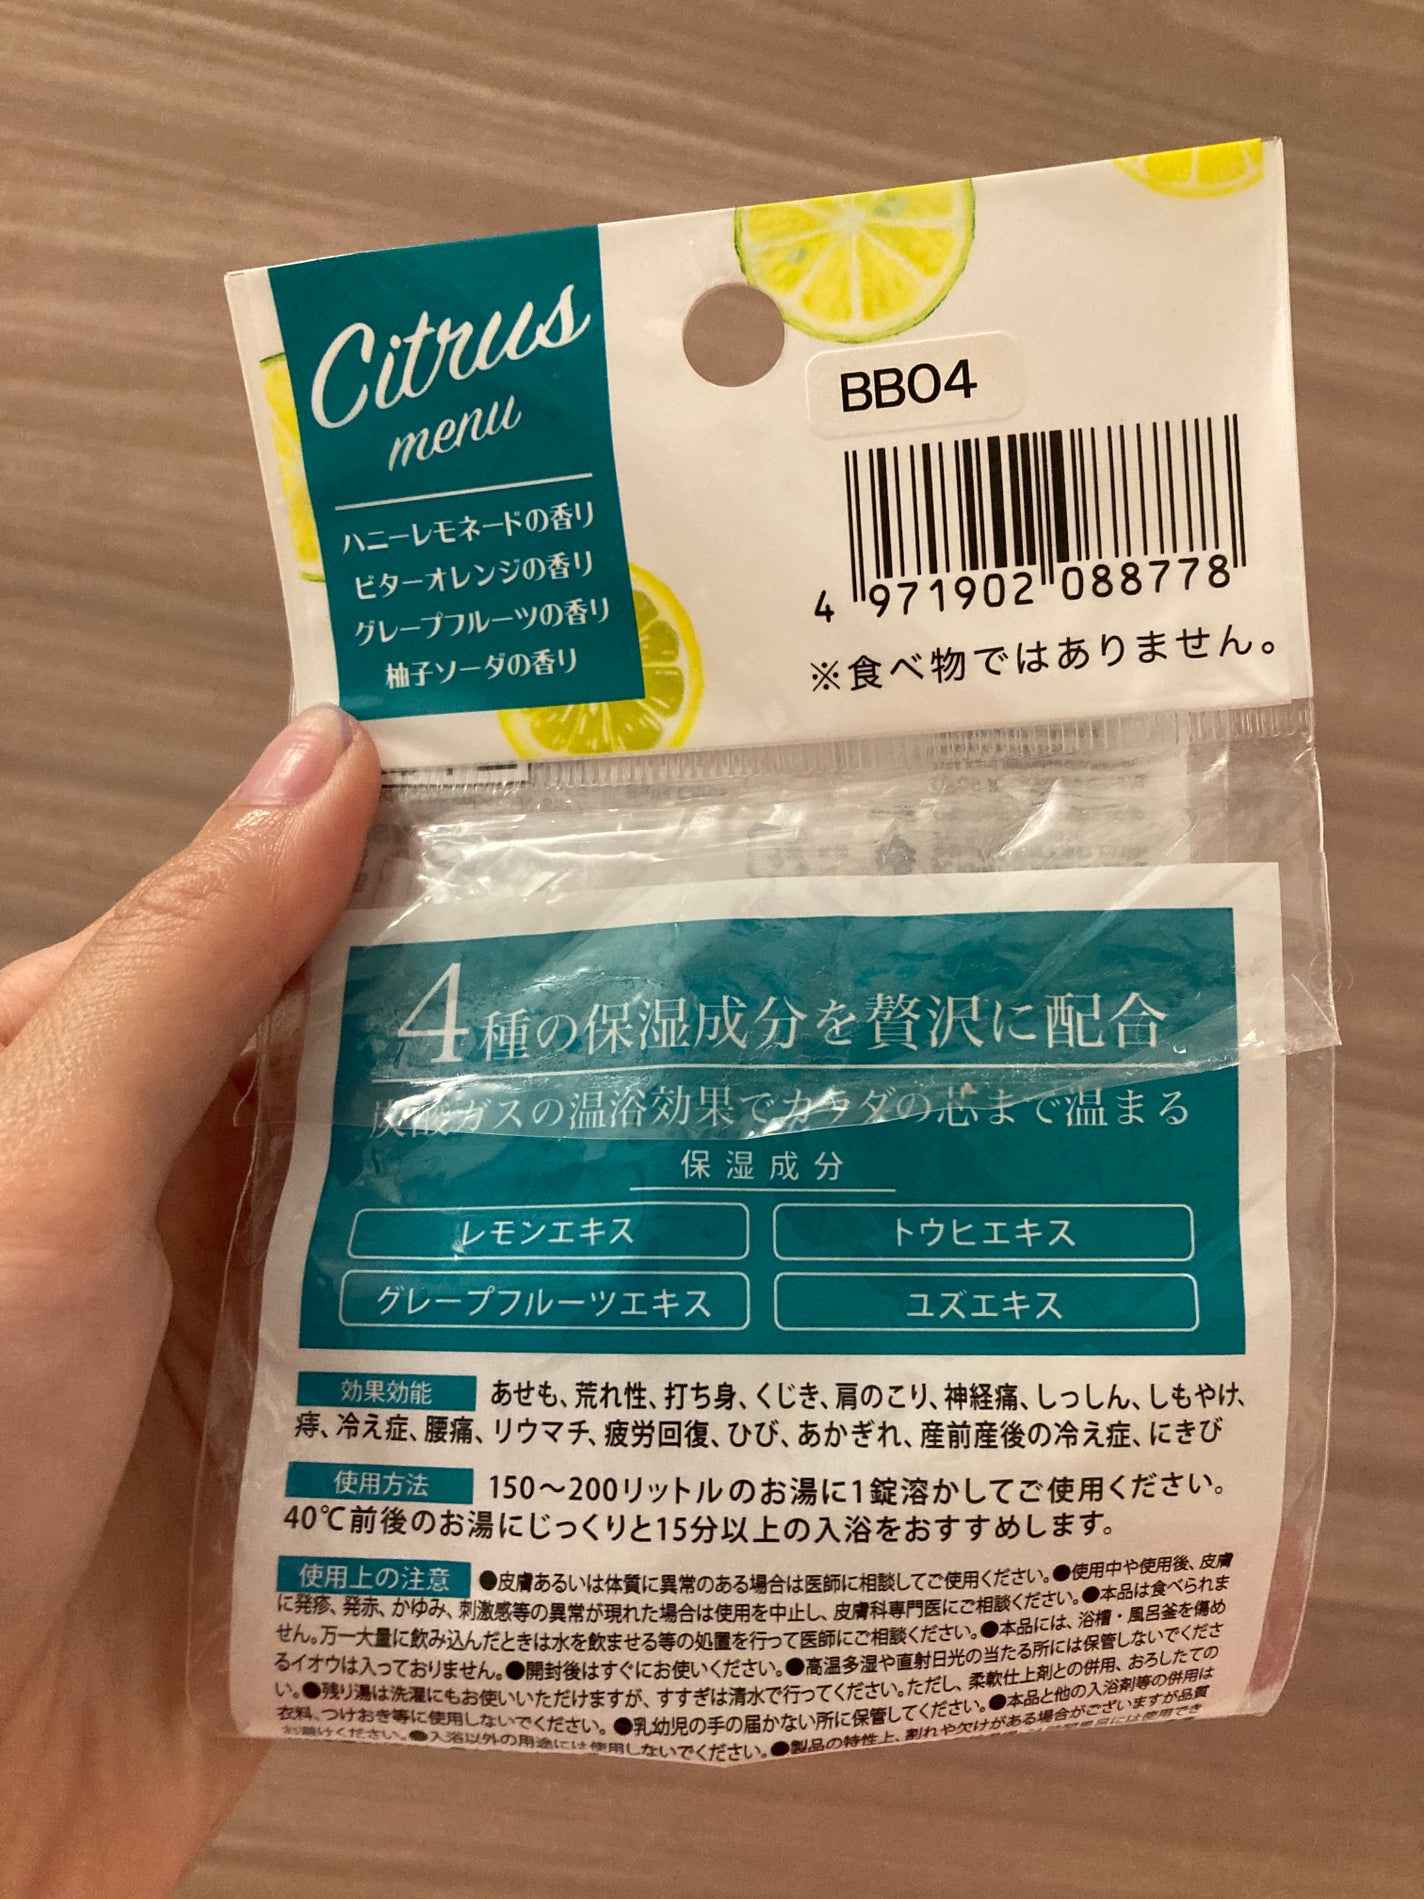 Citrus
menu
ハニーレモネードの香り
ビターオレンジの香り
グレープフルーツの香り
柚子ソーダの香り
BB04
4 971902 088778
※食べ物ではありません。
4種の保湿成分を贅沢に配合
炭酸ガスの温浴効果でカラダの芯まで温まる
保湿成分
レモンエキス
トウヒエキス
グレープフルーツエキス
ユズエキス
効果効能 あせも、荒れ性、打ち身、くじき、肩のこり、神経痛、しっしん、しもやけ、
痔、冷え症、腰痛、リウマチ、疲労回復、ひび、あかぎれ、産前産後の冷え症、にきび
使用方法 150～200リットルのお湯に1錠溶かしてご使用ください。
40℃前後のお湯にじっくりと15分以上の入浴をおすすめします。
使用上の注意 ●皮膚あるいは体質に異常のある場合は医師に相談してご使用ください。●使用中や使用後、皮膚
に発疹、発赤、かゆみ、刺激感等の異常が現れた場合は使用を中止し、皮膚科専門医にご相談ください。●本品は食べられま
せん。万一大量に飲み込んだときは水を飲ませる等の処置を行って医師にご相談ください。●本品には、浴槽・風呂釜を傷め
るイオウは入っておりません。●開封後はすぐにお使いください。●高温多湿や直射日光の当たる所には保管しないでくださ
い。●残り湯は洗濯にもお使いいただけますが、すすぎは清水で行ってください。ただし、柔軟仕上剤との併用、おろしたての
衣料、つけおき等に使用しないでください。●乳幼児の手の届かない所に保管してください。●本品と他の入浴剤等の併用は
お避けください。●入浴以外の用途には使用しないでください。●製品の特性上、割れや欠けがある場合がございますが品質